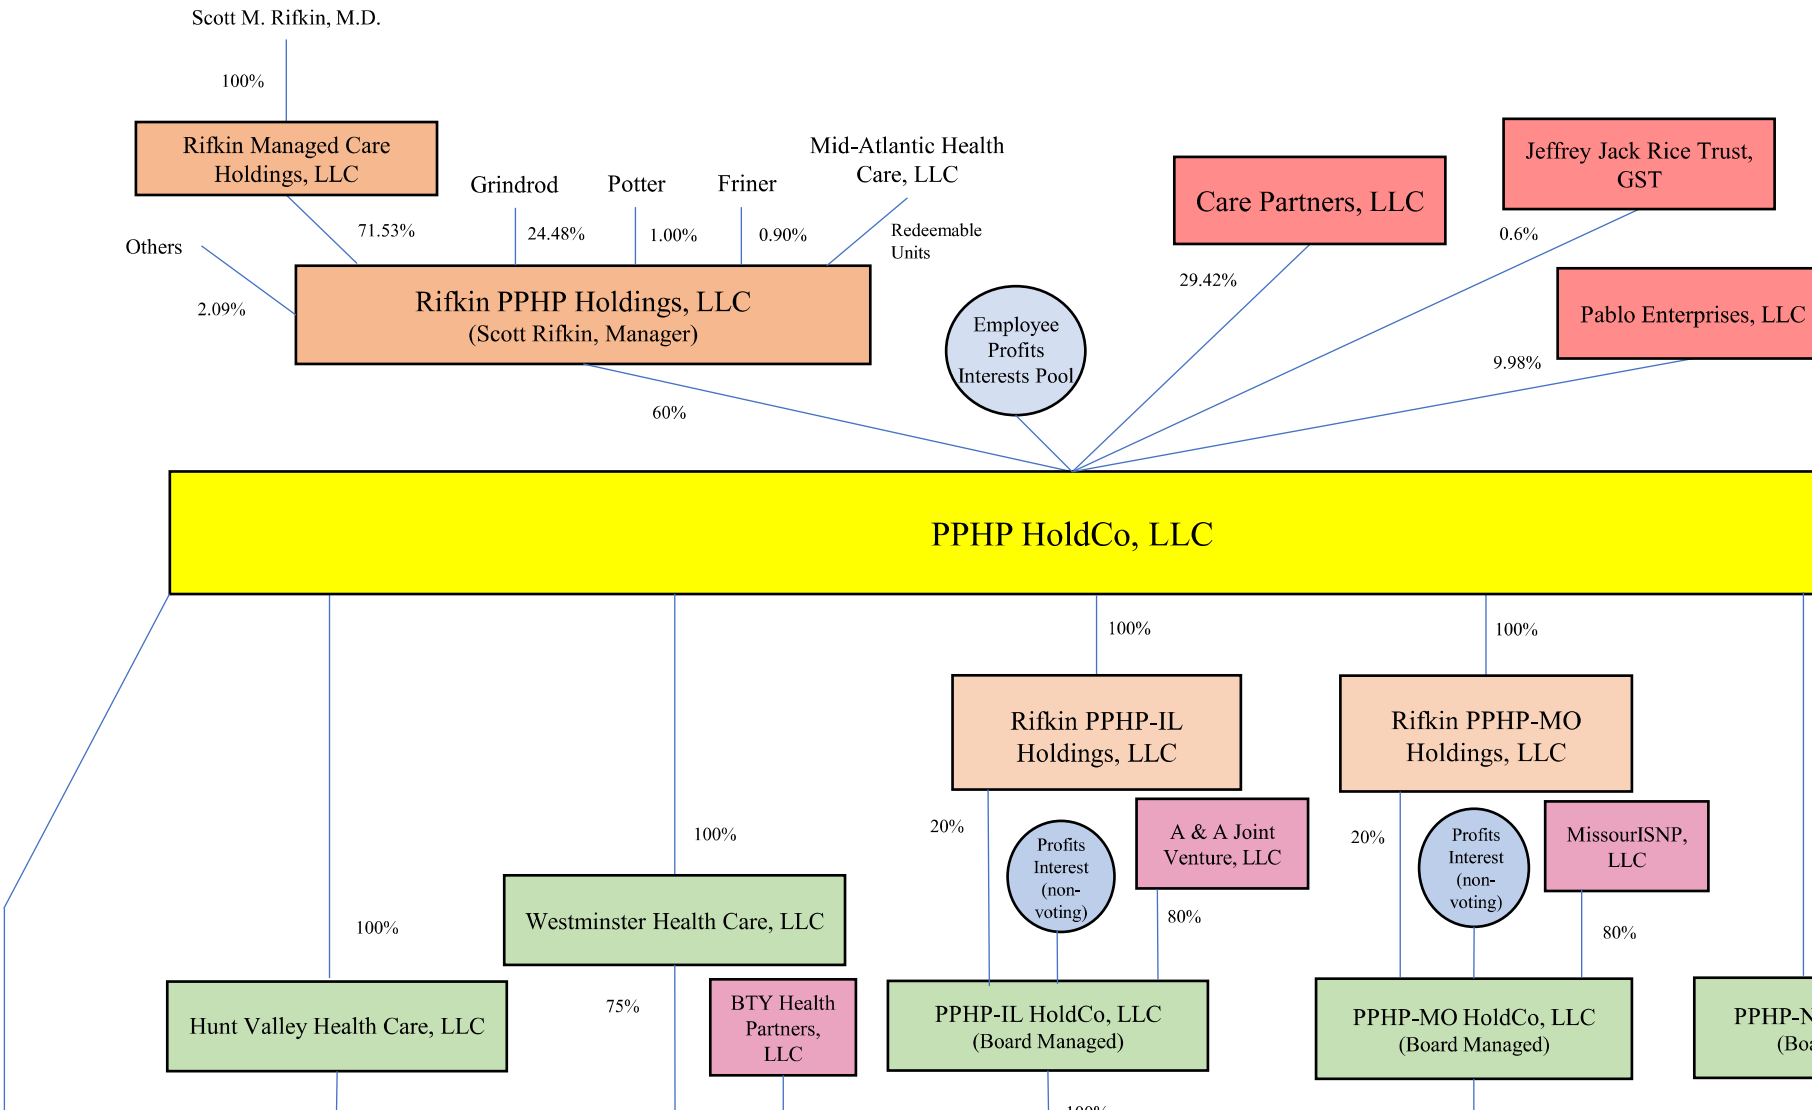 Scott M. Rifkin, M.D.
100%
Rifkin Managed Care
Holdings, LLC
Grindrod
Potter
Friner
Mid-Atlantic Health
Care, LLC
Care Partners, LLC
Jeffrey Jack Rice Trust,
GST
Others
71.53%
24.48%
1.00%
0.90%
Redeemable
Units
0.6%
29.42%
2.09%
Rifkin PPHP Holdings, LLC
(Scott Rifkin, Manager)
Employee
Profits
Interests Pool
Pablo Enterprises, LLC
9.98%
60%
PPHP HoldCo, LLC
100%
100%
Rifkin PPHP-IL
Holdings, LLC
Rifkin PPHP-MO
Holdings, LLC
100%
20%
Profits
Interest
(non-
voting)
A & A Joint
Venture, LLC
20%
Profits
Interest
(non-
voting)
MissourISNP,
LLC
100%
Westminster Health Care, LLC
80%
80%
Hunt Valley Health Care, LLC
75%
BTY Health
Partners,
LLC
PPHP-IL HoldCo, LLC
(Board Managed)
PPHP-MO HoldCo, LLC
(Board Managed)
PPHP-N
(Boa
100%